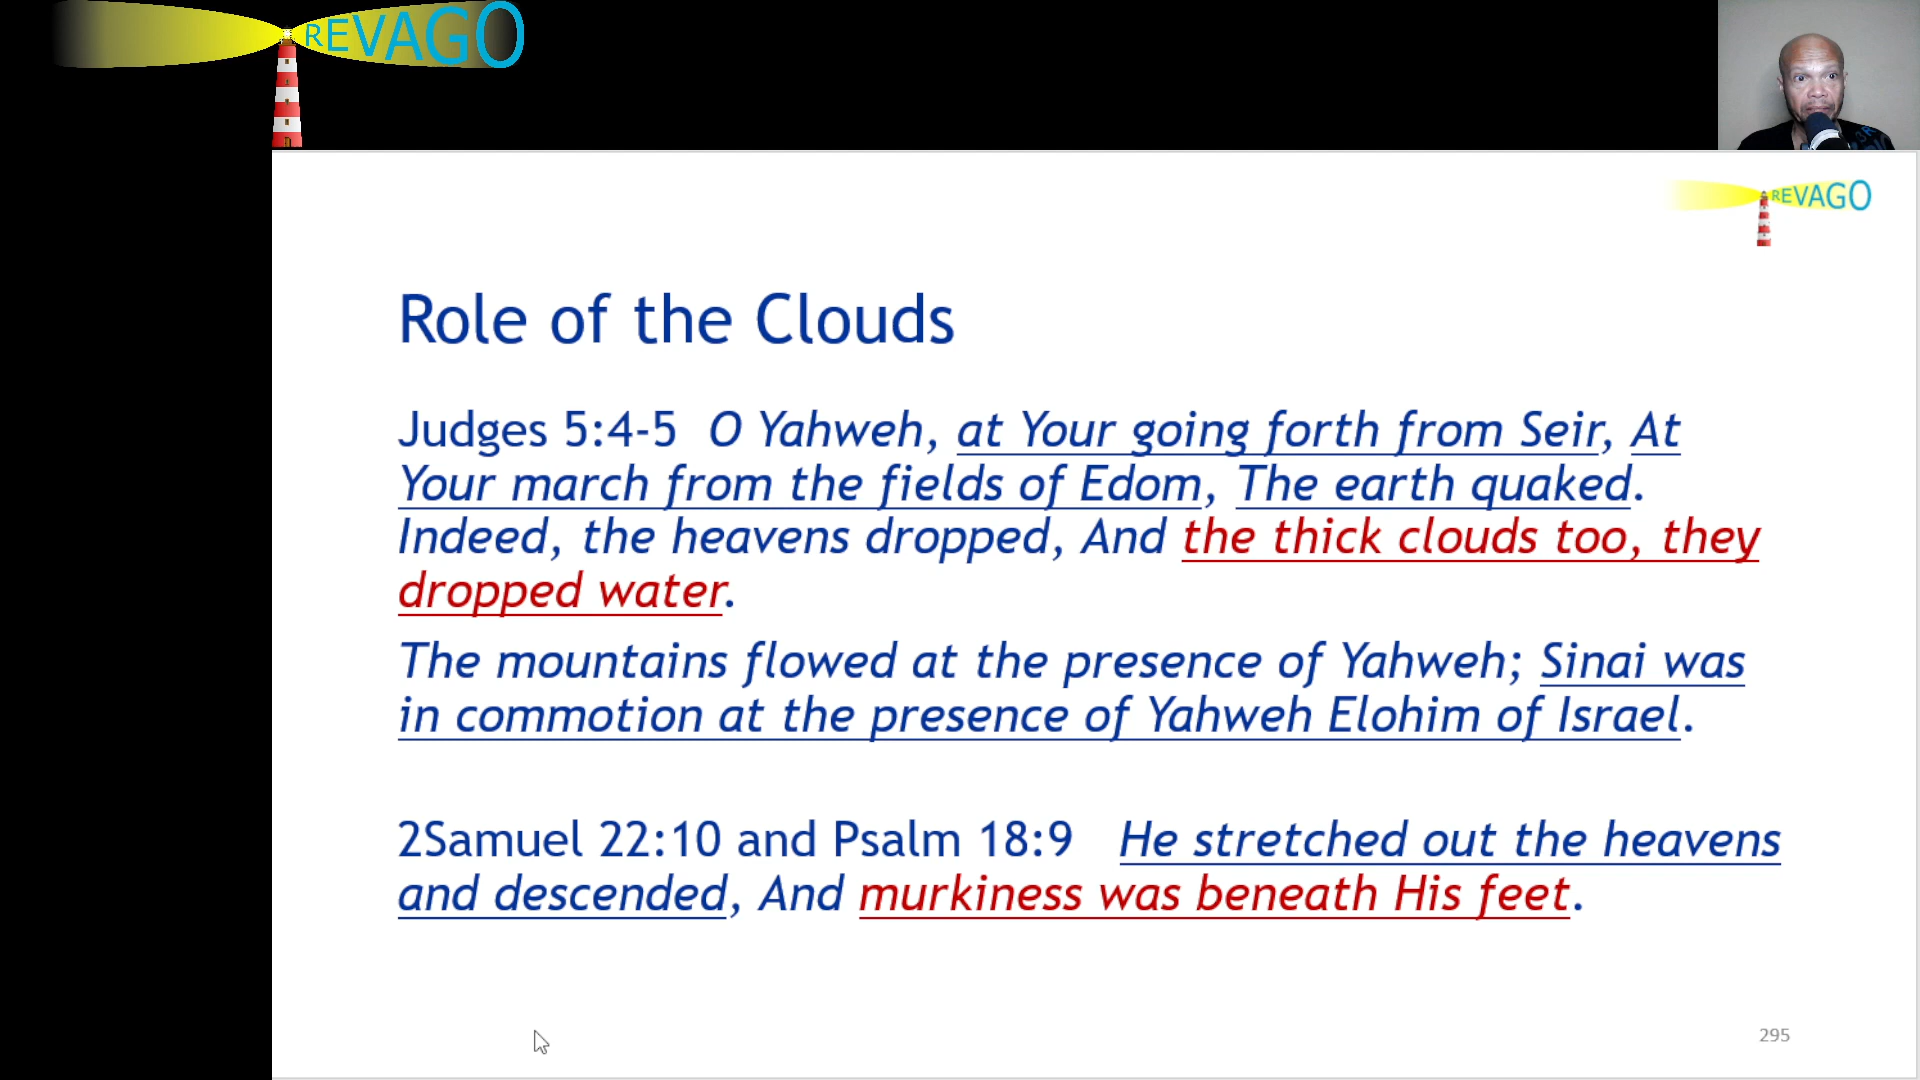 REVAGO
REVAGO
Role of the Clouds
Judges 5:4-5 O Yahweh, at Your going forth from Seir, At
Your march from the fields of Edom, The earth quaked.
Indeed, the heavens dropped, And the thick clouds too, they
dropped water.
The mountains flowed at the presence of Yahweh; Sinai was
in commotion at the presence of Yahweh Elohim of Israel.
2Samuel 22:10 and Psalm 18:9 He stretched out the heavens
and descended, And murkiness was beneath His feet.
295